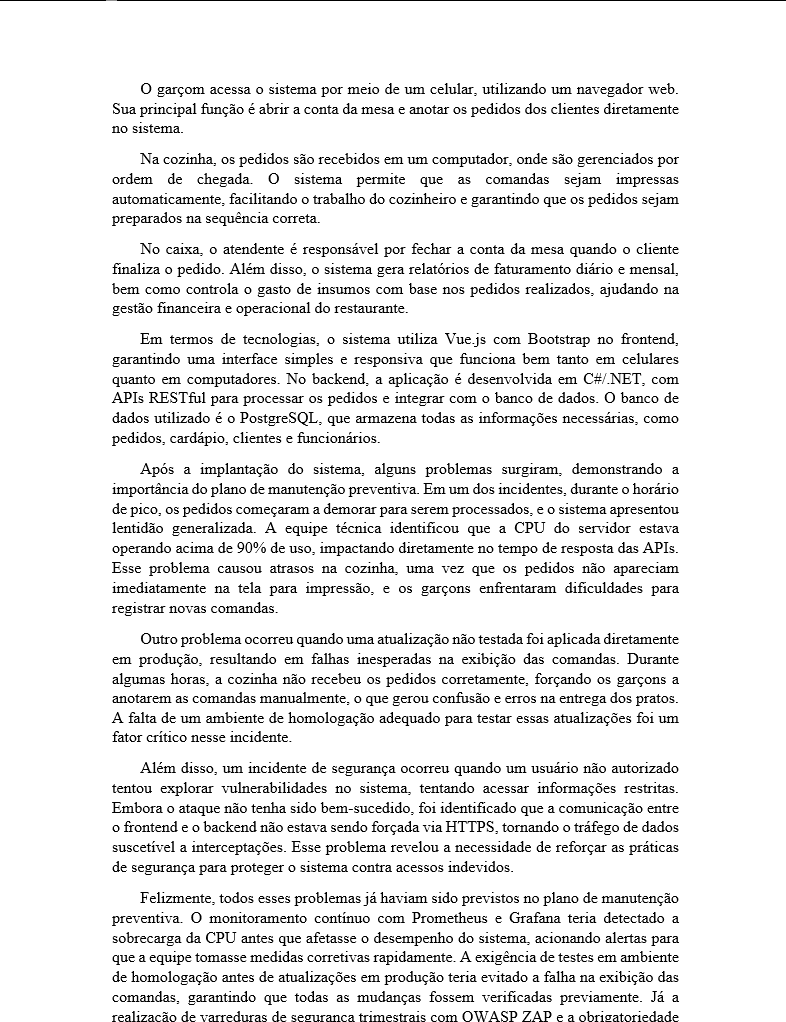 O garçom acessa o sistema por meio de um celular, utilizando um navegador web.
Sua principal função é abrir a conta da mesa e anotar os pedidos dos clientes diretamente
no sistema.
Na cozinha, os pedidos são recebidos em um computador, onde são gerenciados por
ordem de chegada. O sistema permite que as comandas sejam impressas
automaticamente, facilitando o trabalho do cozinheiro e garantindo que os pedidos sejam
preparados na sequência correta.
No caixa, o atendente é responsável por fechar a conta da mesa quando o cliente
finaliza o pedido. Além disso, o sistema gera relatórios de faturamento diário e mensal,
bem como controla o gasto de insumos com base nos pedidos realizados, ajudando na
gestão financeira e operacional do restaurante.
Em termos de tecnologias, o sistema utiliza Vue.js com Bootstrap no frontend,
garantindo uma interface simples e responsiva que funciona bem tanto em celulares
quanto em computadores. No backend, a aplicação é desenvolvida em C#/.NET, com
APIs RESTful para processar os pedidos e integrar com o banco de dados. O banco de
dados utilizado é o PostgreSQL, que armazena todas as informações necessárias, como
pedidos, cardápio, clientes e funcionários.
Após a implantação do sistema, alguns problemas surgiram, demonstrando a
importância do plano de manutenção preventiva. Em um dos incidentes, durante o horário
de pico, os pedidos começaram a demorar para serem processados, e o sistema apresentou
lentidão generalizada. A equipe técnica identificou que a CPU do servidor estava
operando acima de 90% de uso, impactando diretamente no tempo de resposta das APIs.
Esse problema causou atrasos na cozinha, uma vez que os pedidos não apareciam
imediatamente na tela para impressão, e os garçons enfrentaram dificuldades para
registrar novas comandas.
Outro problema ocorreu quando uma atualização não testada foi aplicada diretamente
em produção, resultando em falhas inesperadas na exibição das comandas. Durante
algumas horas, a cozinha não recebeu os pedidos corretamente, forçando os garçons a
anotarem as comandas manualmente, o que gerou confusão e erros na entrega dos pratos.
A falta de um ambiente de homologação adequado para testar essas atualizações foi um
fator crítico nesse incidente.
Além disso, um incidente de segurança ocorreu quando um usuário não autorizado
tentou explorar vulnerabilidades no sistema, tentando acessar informações restritas.
Embora o ataque não tenha sido bem-sucedido, foi identificado que a comunicação entre
o frontend e o backend não estava sendo forçada via HTTPS, tornando o tráfego de dados
suscetível a interceptações. Esse problema revelou a necessidade de reforçar as práticas
de segurança para proteger o sistema contra acessos indevidos.
Felizmente, todos esses problemas já haviam sido previstos no plano de manutenção
preventiva. O monitoramento contínuo com Prometheus e Grafana teria detectado a
sobrecarga da CPU antes que afetasse o desempenho do sistema, acionando alertas para
que a equipe tomasse medidas corretivas rapidamente. A exigência de testes em ambiente
de homologação antes de atualizações em produção teria evitado a falha na exibição das
comandas, garantindo que todas as mudanças fossem verificadas previamente. Já a
realização de varreduras de segurança trimestrais com OWASP ZAP e a obrigatoriedade